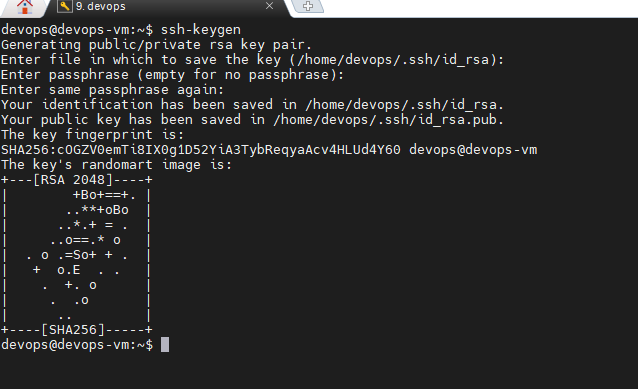 9. devops
devops@devops-vm:~$ ssh-keygen
Generating public/private rsa key pair.
Enter file in which to save the key (/home/devops/.ssh/id_rsa):
Enter passphrase (empty for no passphrase):
Enter same passphrase again:
Your identification has been saved in /home/devops/.ssh/id_rsa.
Your public key has been saved in /home/devops/.ssh/id_rsa.pub.
The key fingerprint is:
SHA256:cOGZV0emTi8IX0g1D52YiA3TybReqyaAcv4HLUd4Y60 devops@devops-vm
The key's randomart image is:
+---[RSA 2048]----+
|        +Bo+==+. |
|       ..**+oBo  |
|      ..*.+ = .  |
|     ..o==.* o   |
|  . o .=So+ + .  |
|   +  o.E  . .   |
|    .  +. o      |
|     .  .o       |
|      ..         |
+----[SHA256]-----+
devops@devops-vm:~$